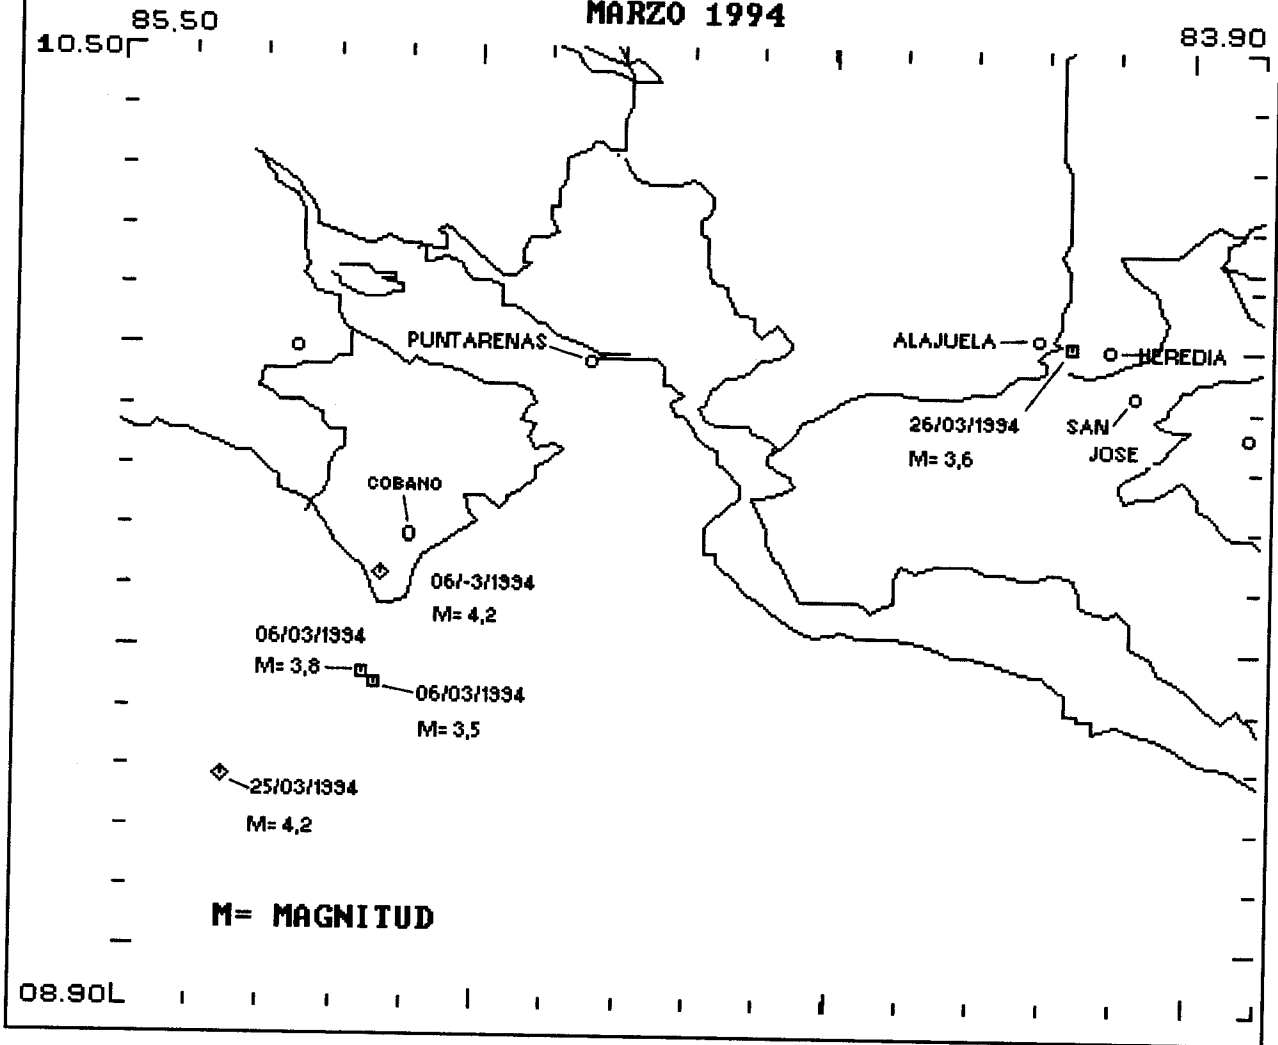 MARZO 1994
85.50
83.90
10.50
PUNTARENAS
ALAJUELA
HEREDIA
26/03/1994
M= 3,6
SAN
JOSE
COBANO
06/-3/1994
M= 4,2
06/03/1994
M= 3,8
06/03/1994
M= 3,5
25/03/1994
M= 4,2
M= MAGNITUD
08.90